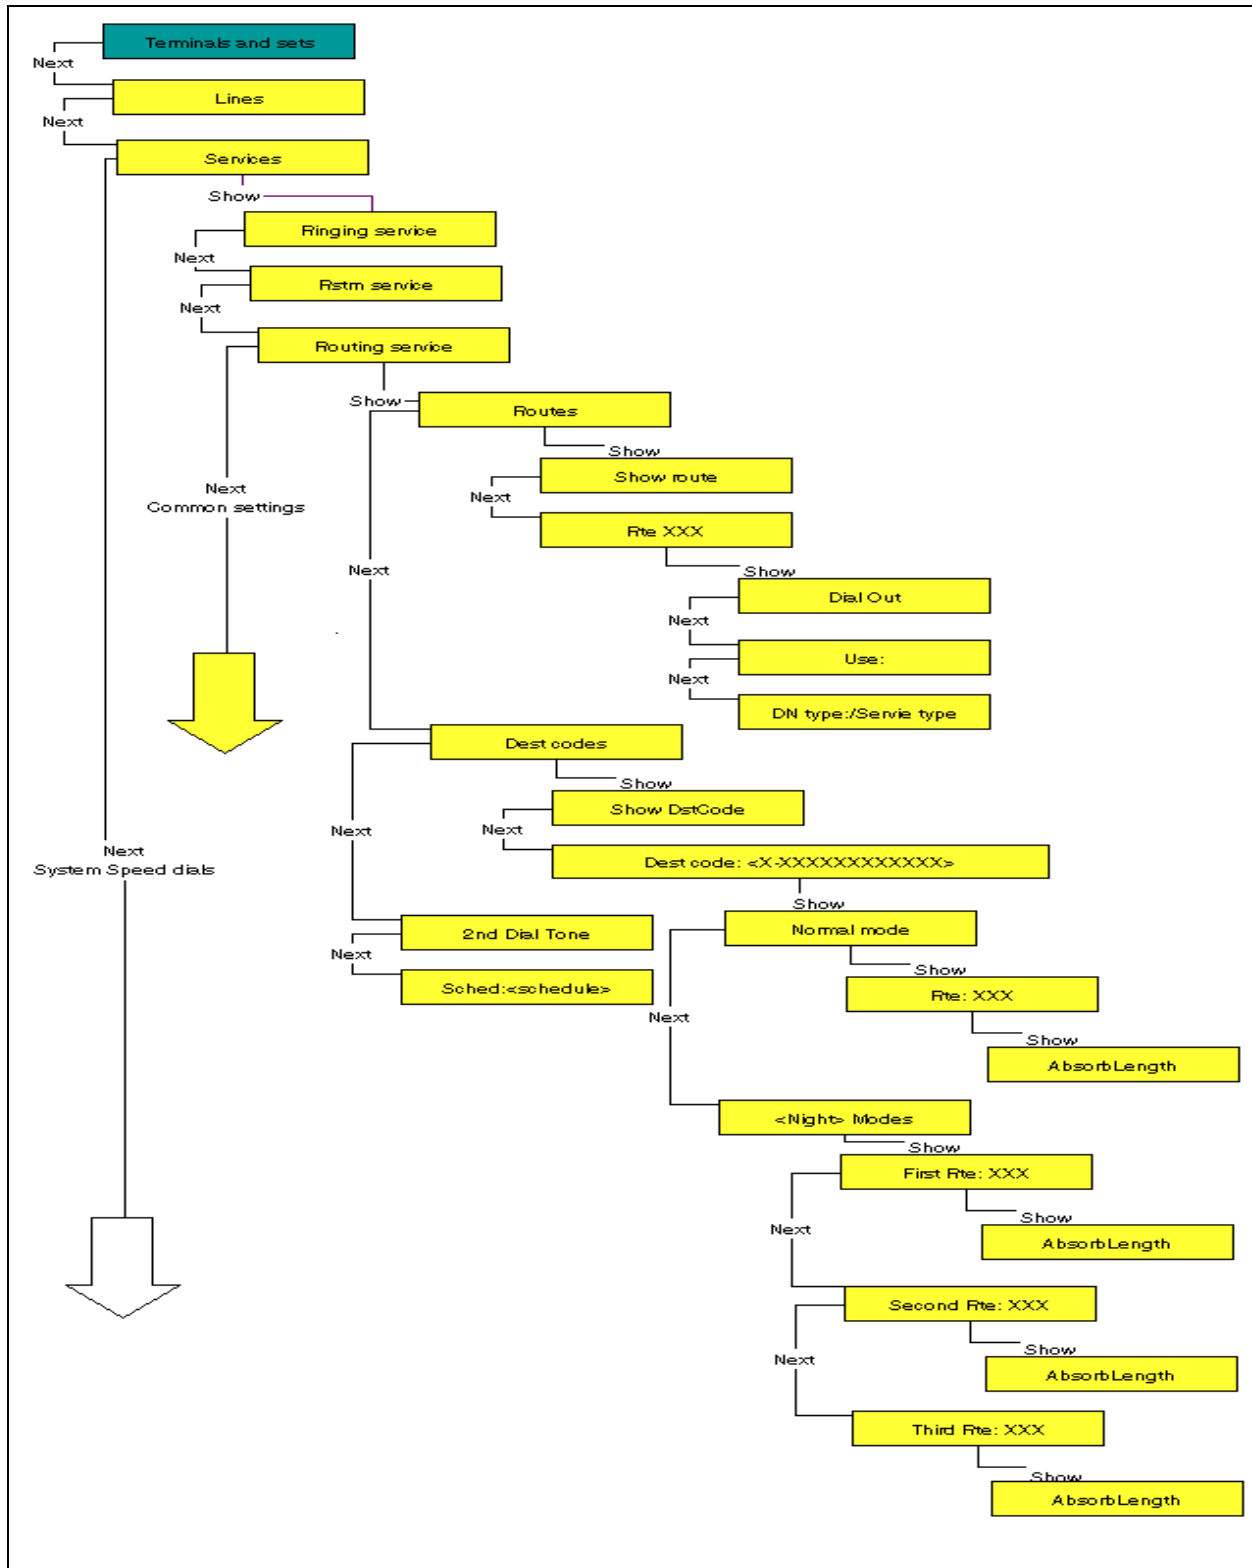 Terminals and sets
Next
Lines
Next
Services
Show
Ringing service
Next
Rstrn service
Next
Routing service
Show
Routes
Show
Show route
Next
Next
Common settings
Rte XXX
Next
Show
Dial Out
Next
Use:
Next
DN type:/Servie type
Dest codes
Show
Show DstCode
Next
Next
Next
System Speed dials
Dest code: <X-XXXXXXXXXXXX>
Show
Normal mode
2nd Dial Tone
Next
Show
Sched:<schedule>
Rte: XXX
Next
Show
AbsorbLength
<Night> Modes
Show
First Rte: XXX
Show
Next
AbsorbLength
Second Rte: XXX
Show
Next
AbsorbLength
Third Rte: XXX
Show
AbsorbLength